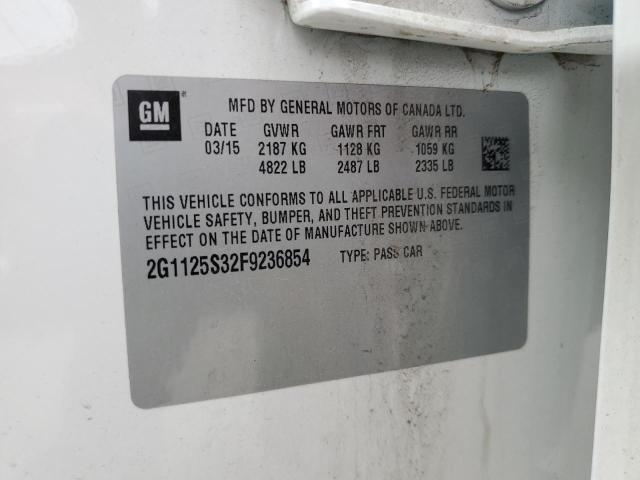 GM
MFD BY GENERAL MOTORS OF CANADA LTD.
DATE GVWR GAWR FRT GAWR RR
03/15 2187 KG 1128 KG 1059 KG
4822 LB 2487 LB 2335 LB
THIS VEHICLE CONFORMS TO ALL APPLICABLE U.S. FEDERAL MOTOR
VEHICLE SAFETY, BUMPER, AND THEFT PREVENTION STANDARDS IN
EFFECT ON THE DATE OF MANUFACTURE SHOWN ABOVE.
2G1125S32F9236854 TYPE: PASS CAR